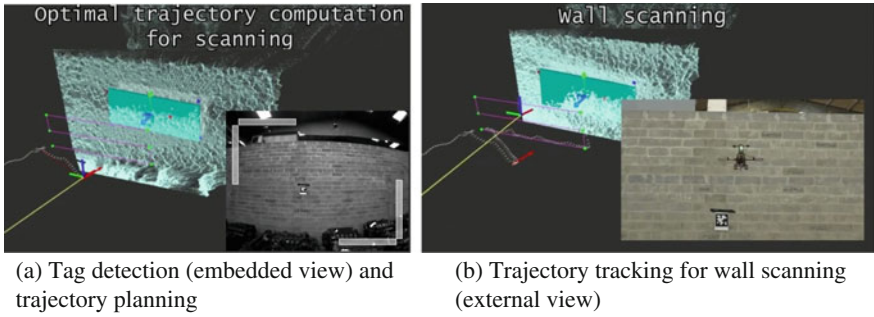 Optimal trajectory computation
for scanning
Wall scanning
(a) Tag detection (embedded view) and
trajectory planning
(b) Trajectory tracking for wall scanning
(external view)